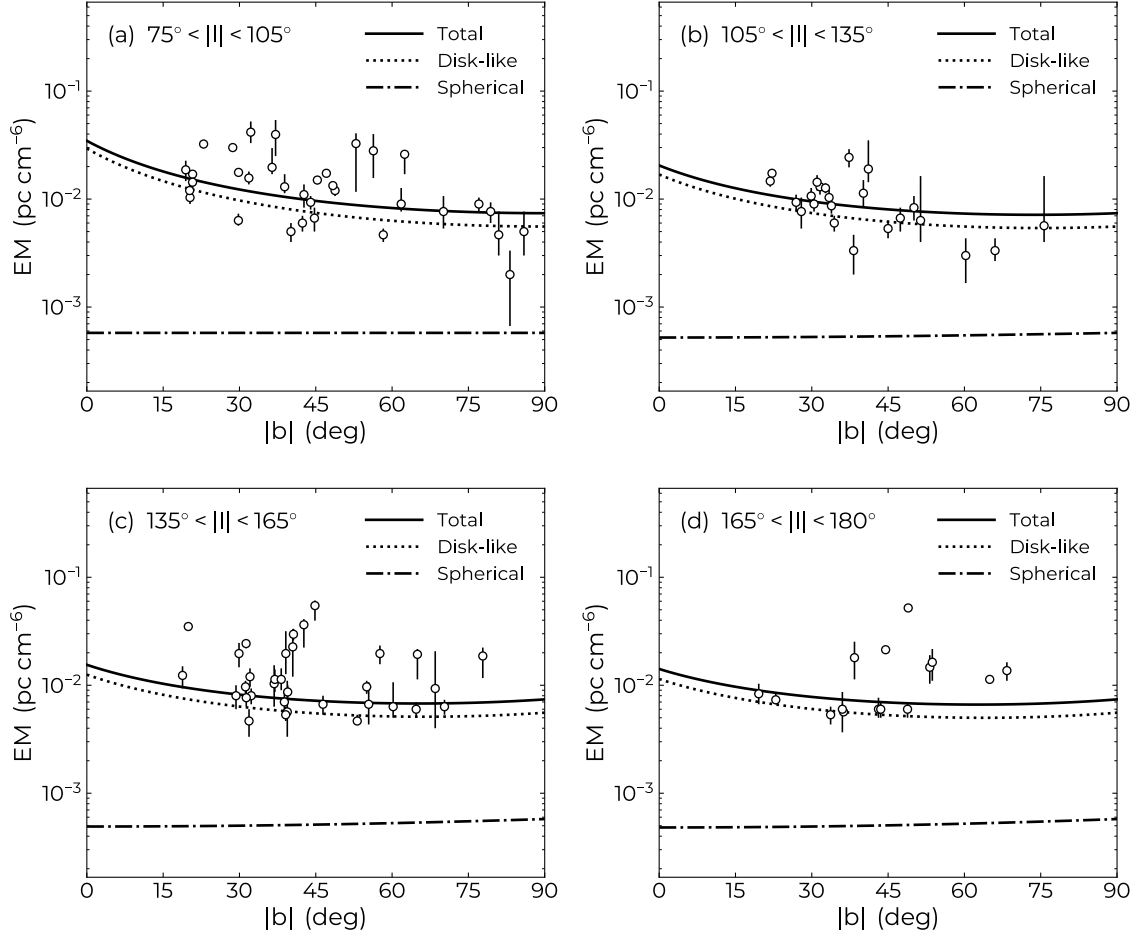 (a) 75° < |l| < 105°
Total
Disk-like
Spherical
10⁻¹
10⁻²
10⁻³
EM (pc cm⁻⁶)
0 15 30 45 60 75 90
|b| (deg)
(b) 105° < |l| < 135°
Total
Disk-like
Spherical
10⁻¹
10⁻²
10⁻³
EM (pc cm⁻⁶)
0 15 30 45 60 75 90
|b| (deg)
(c) 135° < |l| < 165°
Total
Disk-like
Spherical
10⁻¹
10⁻²
10⁻³
EM (pc cm⁻⁶)
0 15 30 45 60 75 90
|b| (deg)
(d) 165° < |l| < 180°
Total
Disk-like
Spherical
10⁻¹
10⁻²
10⁻³
EM (pc cm⁻⁶)
0 15 30 45 60 75 90
|b| (deg)